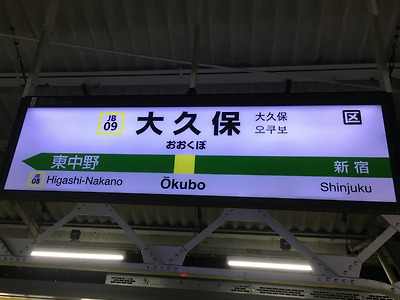 JB
09
大久保
おおくぼ
大久保
오쿠보
区
東中野
新宿
JB
08
Higashi-Nakano
Ōkubo
Shinjuku